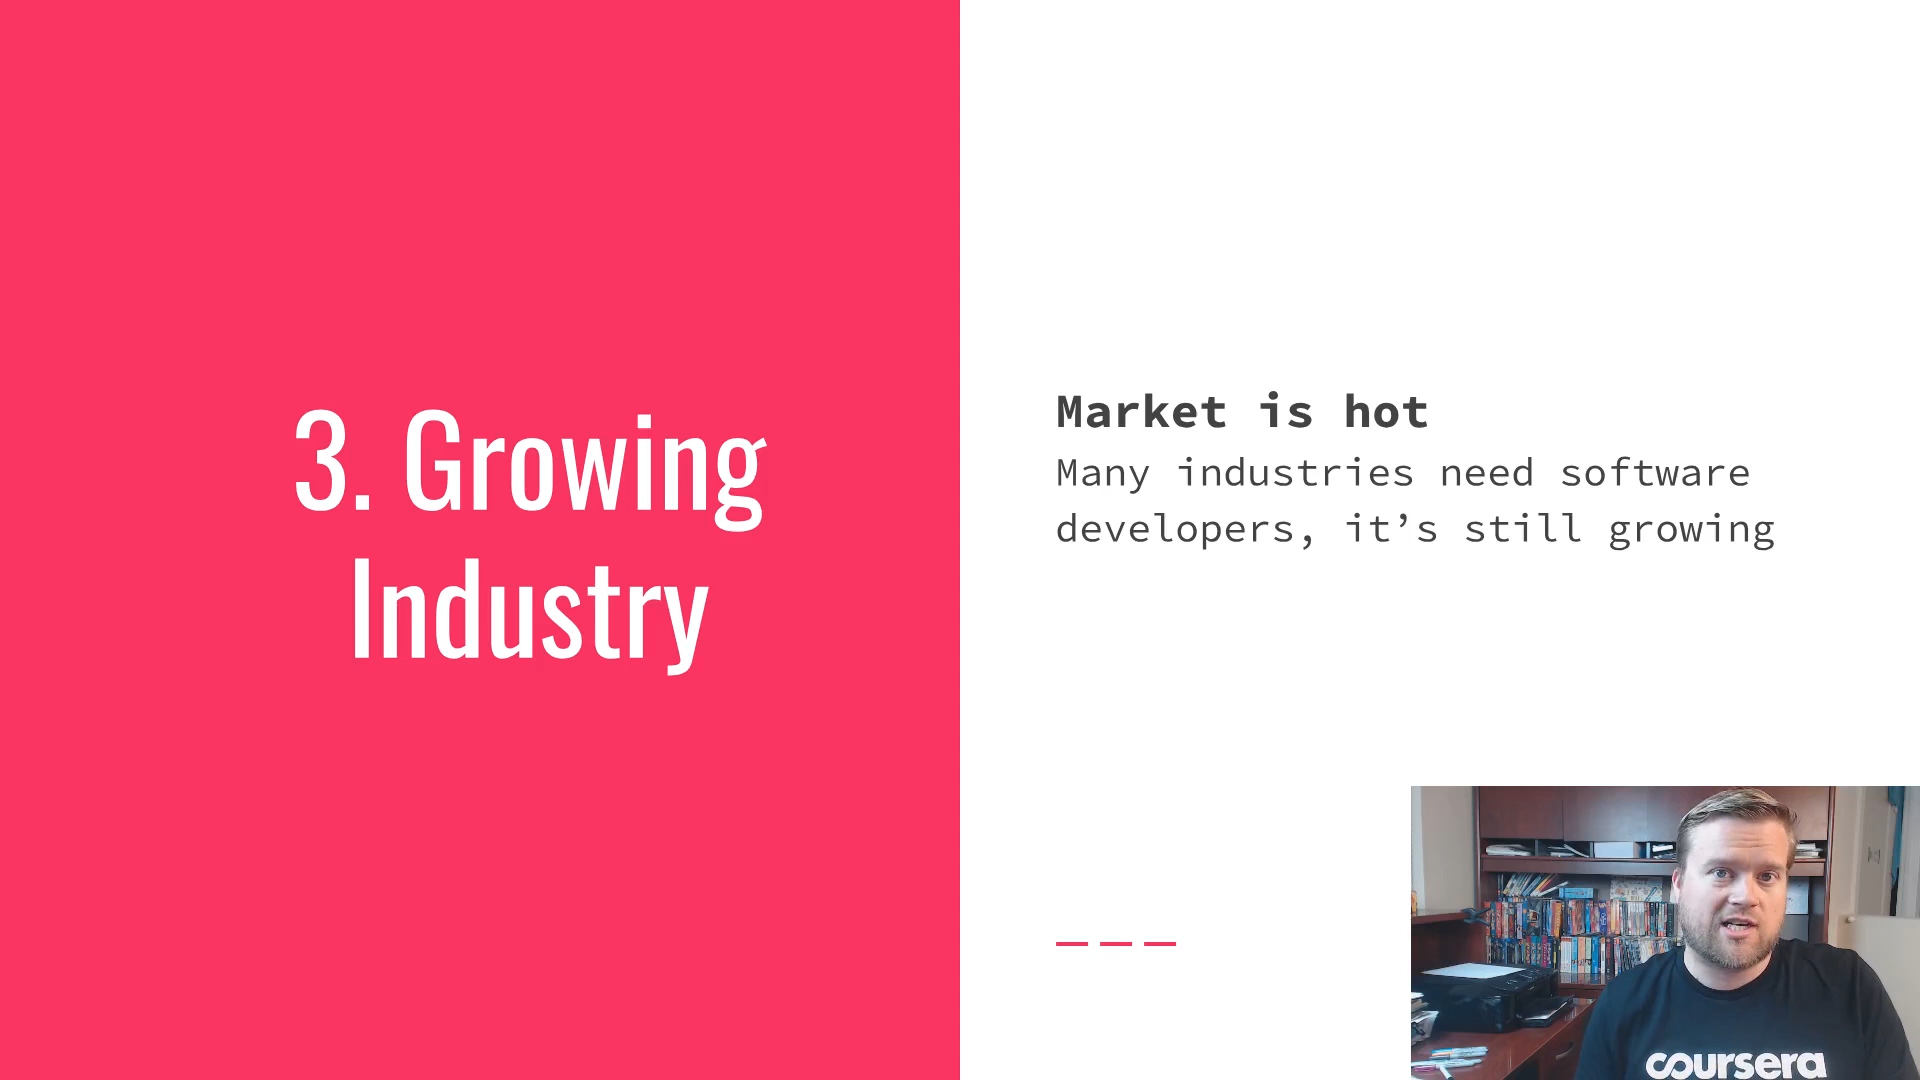 3. Growing
Industry
Market is hot
Many industries need software
developers, it’s still growing
coursera